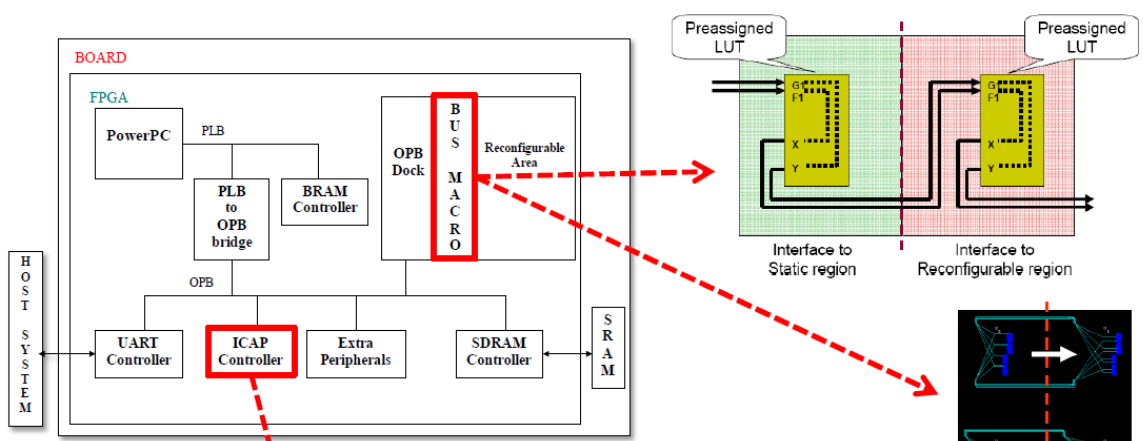 BOARD
FPGA
PowerPC
PLB
PLB
to
OPB
bridge
BRAM
Controller
OPB
Dock
BUS MACRO
Reconfigurable
Area
OPB
HOST SYSTEM
UART
Controller
ICAP
Controller
Extra
Peripherals
SDRAM
Controller
SRAM
Preassigned
LUT
Preassigned
LUT
G1
F1
X
Y
G
F1
X
Y
Interface to
Static region
Interface to
Reconfigurable region